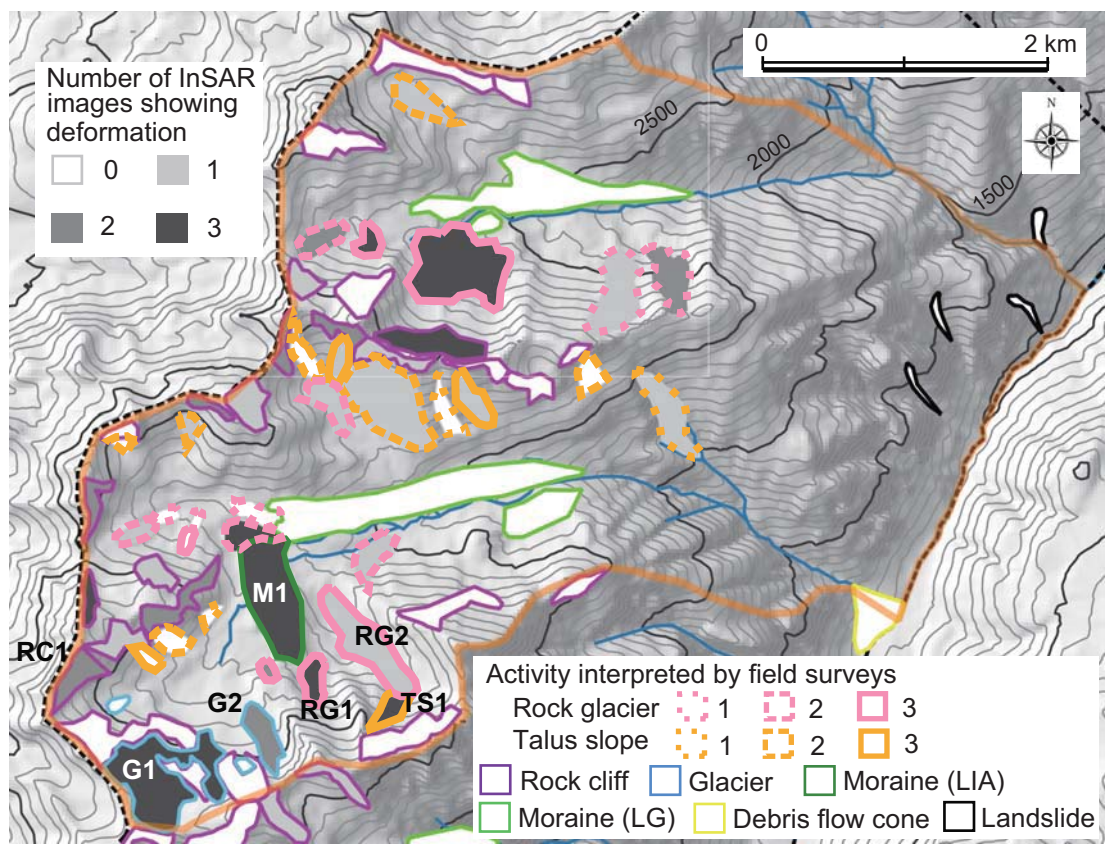 0 2 km
Number of InSAR
images showing
deformation
0 1
2 3
N
2500
2000
1500
M1
RG2
RC1
G2
RG1
TS1
G1
Activity interpreted by field surveys
Rock glacier 1 2 3
Talus slope 1 2 3
Rock cliff Glacier Moraine (LIA)
Moraine (LG) Debris flow cone Landslide